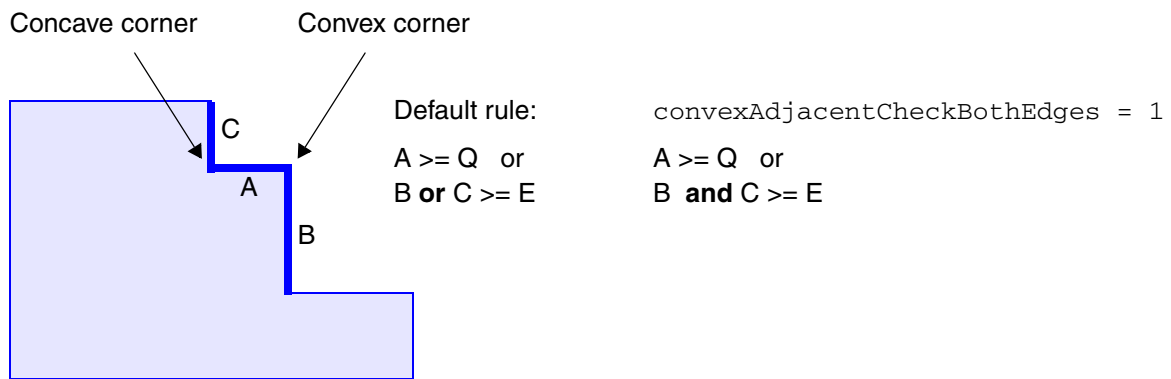 Concave corner Convex corner
Default rule: convexAdjacentCheckBothEdges = 1
C
A >= Q or A >= Q or
A
B or C >= E B and C >= E
B